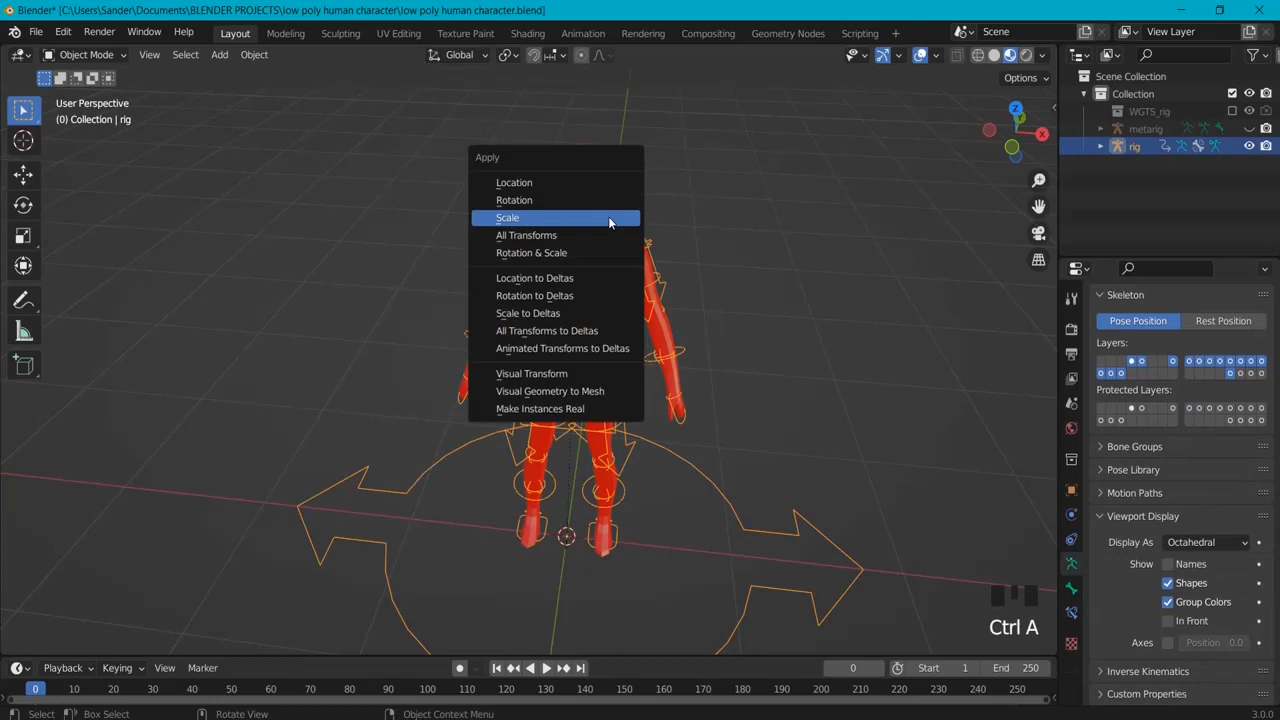 Blender* [C:\Users\Sander\Documents\BLENDER PROJECTS\low poly human character\low poly human character.blend]
File Edit Render Window Help Layout Modeling Sculpting UV Editing Texture Paint Shading Animation Rendering Compositing Geometry Nodes Scripting + Scene View Layer
Object Mode View Select Add Object Global
Options
User Perspective
(0) Collection | rig
Apply
Location
Rotation
Scale
All Transforms
Rotation & Scale
Location to Deltas
Rotation to Deltas
Scale to Deltas
All Transforms to Deltas
Animated Transforms to Deltas
Visual Transform
Visual Geometry to Mesh
Make Instances Real
Z
Y
X
Ctrl A
Scene Collection
Collection
WGTS_rig
metarig
rig
Skeleton
Pose Position Rest Position
Layers:
Protected Layers:
Bone Groups
Pose Library
Motion Paths
Viewport Display
Display As Octahedral
Show Names
Shapes
Group Colors
In Front
Axes Position 0.0
Inverse Kinematics
Custom Properties
Playback Keying View Marker 0 Start 1 End 250
0 10 20 30 40 50 60 70 80 90 100 110 120 130 140 150 160 170 180 190 200 210 220 230 240 250
Select Box Select Rotate View Object Context Menu 3.0.0